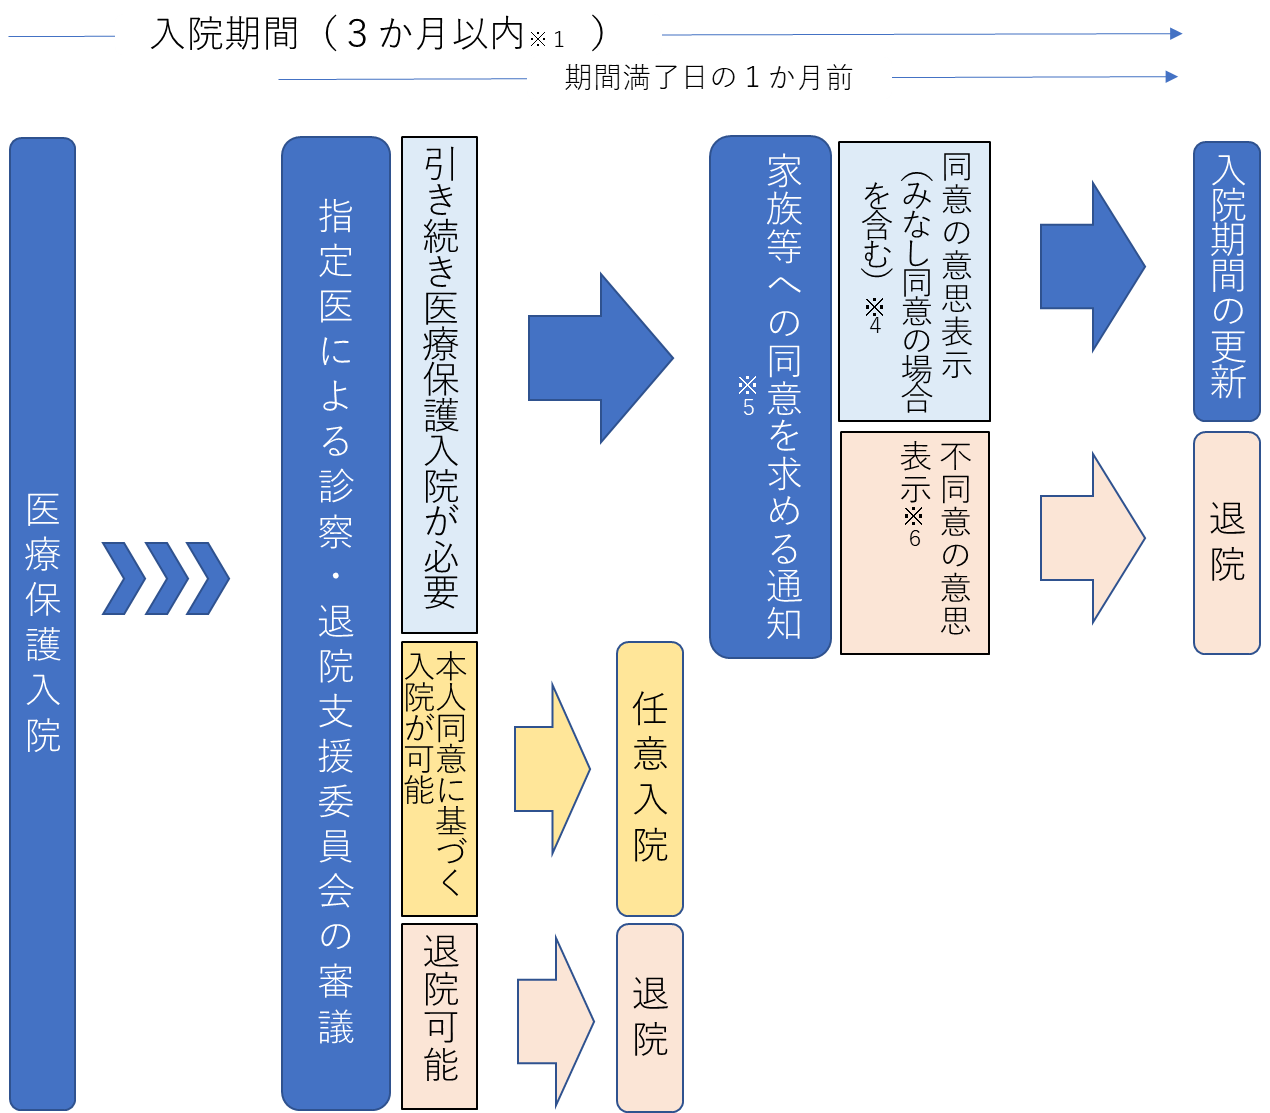 入院期間（３か月以内※１ ）
期間満了日の１か月前
医療保護入院
指定医による診察・退院支援委員会の審議
引き続き医療保護入院が必要
本人同意に基づく
入院が可能
退院可能
任意入院
退院
家族等への同意を求める通知
※5
同意の意思表示
（みなし同意の場合
を含む）※4
不同意の意思
表示※6
入院期間の更新
退院